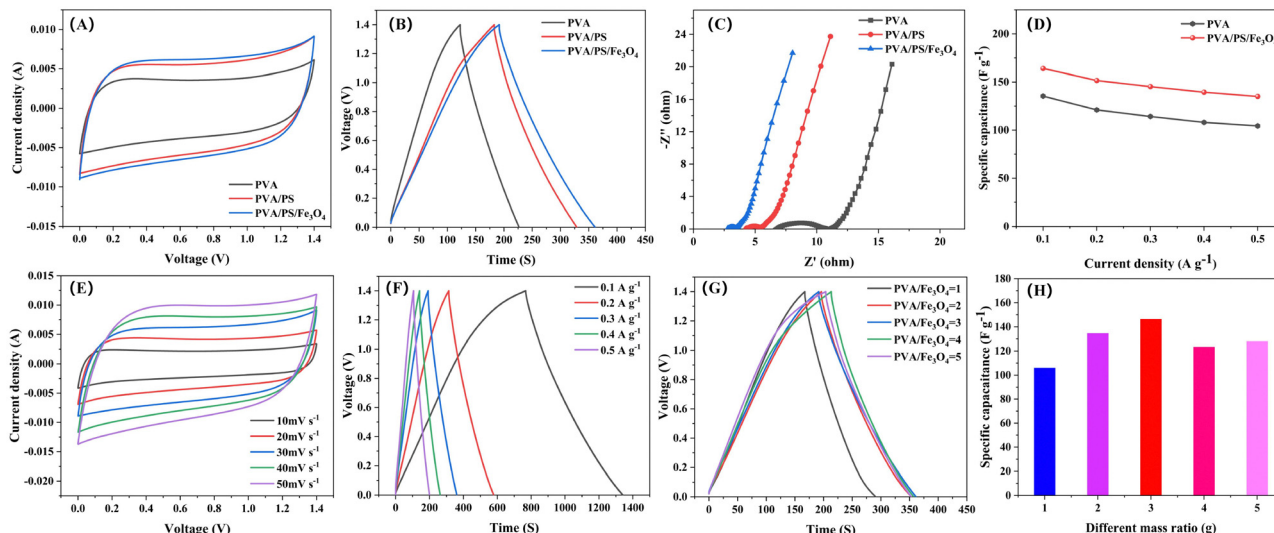 (A)
0.010
0.005
0.000
-0.005
-0.010
-0.015
Current density (A)
PVA
PVA/PS
PVA/PS/Fe₃O₄
0.0 0.2 0.4 0.6 0.8 1.0 1.2 1.4
Voltage (V)
(B)
1.6
1.4
1.2
1.0
0.8
0.6
0.4
0.2
0.0
Voltage (V)
PVA
PVA/PS
PVA/PS/Fe₃O₄
0 50 100 150 200 250 300 350 400 450
Time (S)
(C)
28
24
20
16
12
8
4
0
-Z'' (ohm)
PVA
PVA/PS
PVA/PS/Fe₃O₄
0 5 10 15 20
Z' (ohm)
(D)
200
150
100
50
0
Specific capacitance (F g⁻¹)
PVA
PVA/PS/Fe₃O
0.1 0.2 0.3 0.4 0.5
Current density (A g⁻¹)
(E)
0.015
0.010
0.005
0.000
-0.005
-0.010
-0.015
-0.020
Current density (A)
10mV s⁻¹
20mV s⁻¹
30mV s⁻¹
40mV s⁻¹
50mV s⁻¹
0.0 0.2 0.4 0.6 0.8 1.0 1.2 1.4
Voltage (V)
(F)
1.6
1.4
1.2
1.0
0.8
0.6
0.4
0.2
0.0
Voltage (V)
0.1 A g⁻¹
0.2 A g⁻¹
0.3 A g⁻¹
0.4 A g⁻¹
0.5 A g⁻¹
0 200 400 600 800 1000 1200 1400
Time (S)
(G)
1.6
1.4
1.2
1.0
0.8
0.6
0.4
0.2
0.0
Voltage (V)
PVA/Fe₃O₄=1
PVA/Fe₃O₄=2
PVA/Fe₃O₄=3
PVA/Fe₃O₄=4
PVA/Fe₃O₄=5
0 50 100 150 200 250 300 350 400 450
Time (S)
(H)
180
160
140
120
100
80
60
40
20
0
Specific capacitance (F g⁻¹)
1 2 3 4 5
Different mass ratio (g)